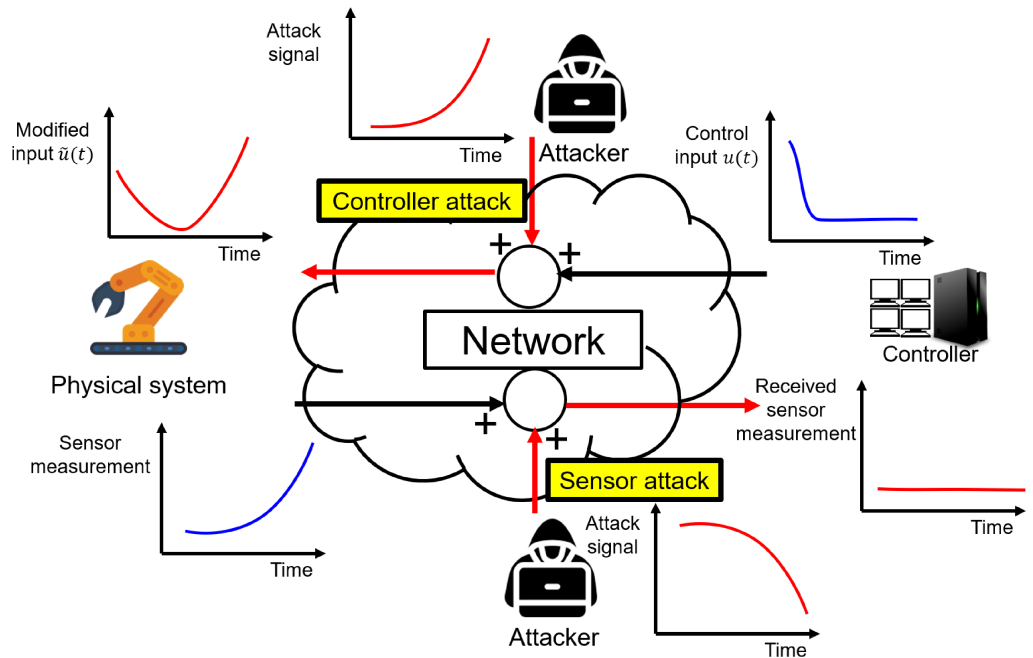 Attack
signal
Time
Attacker
Modified
input ũ(t)
Time
Control
input u(t)
Time
Controller attack
+
+
Network
Physical system
Controller
+
+
Received
sensor
measurement
Time
Sensor
measurement
Time
Sensor attack
Attack
signal
Time
Attacker